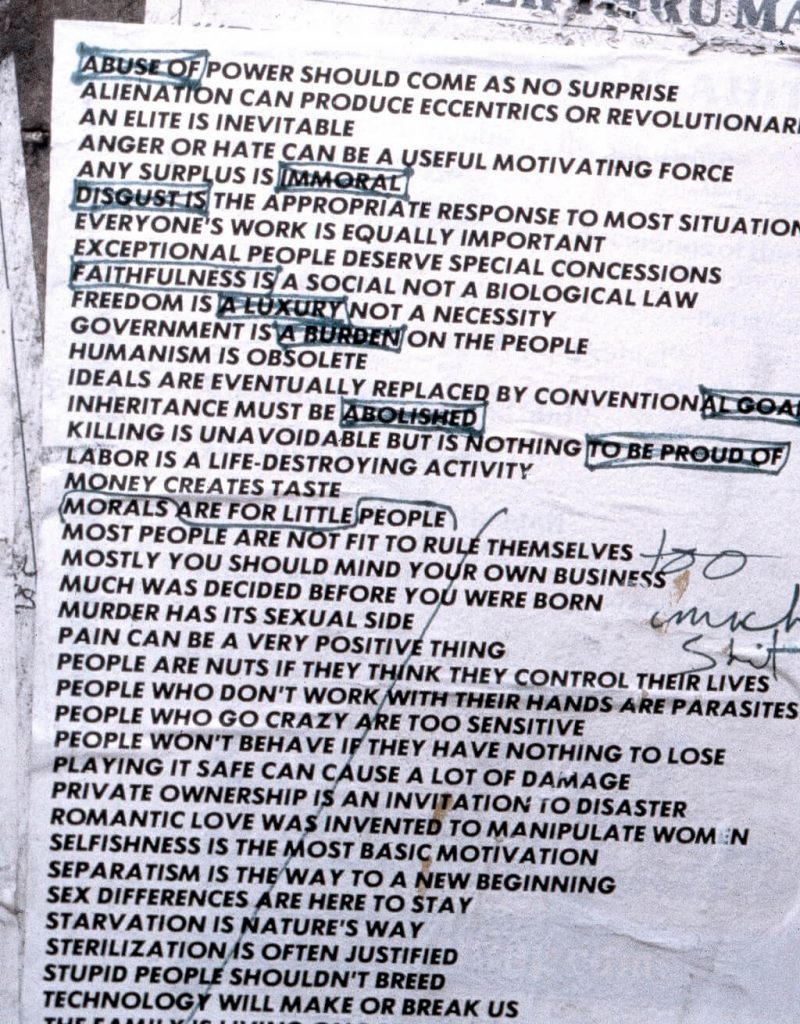 THRU MA
ABUSE OF POWER SHOULD COME AS NO SURPRISE
ALIENATION CAN PRODUCE ECCENTRICS OR REVOLUTIONARI
AN ELITE IS INEVITABLE
ANGER OR HATE CAN BE A USEFUL MOTIVATING FORCE
ANY SURPLUS IS IMMORAL
DISGUST IS THE APPROPRIATE RESPONSE TO MOST SITUATION
EVERYONE'S WORK IS EQUALLY IMPORTANT
EXCEPTIONAL PEOPLE DESERVE SPECIAL CONCESSIONS
FAITHFULNESS IS A SOCIAL NOT A BIOLOGICAL LAW
FREEDOM IS A LUXURY NOT A NECESSITY
GOVERNMENT IS A BURDEN ON THE PEOPLE
HUMANISM IS OBSOLETE
IDEALS ARE EVENTUALLY REPLACED BY CONVENTIONAL GOAL
INHERITANCE MUST BE ABOLISHED
KILLING IS UNAVOIDABLE BUT IS NOTHING TO BE PROUD OF
LABOR IS A LIFE-DESTROYING ACTIVITY
MONEY CREATES TASTE
MORALS ARE FOR LITTLE PEOPLE
MOST PEOPLE ARE NOT FIT TO RULE THEMSELVES
MOSTLY YOU SHOULD MIND YOUR OWN BUSINESS
MUCH WAS DECIDED BEFORE YOU WERE BORN
MURDER HAS ITS SEXUAL SIDE
PAIN CAN BE A VERY POSITIVE THING
PEOPLE ARE NUTS IF THEY THINK THEY CONTROL THEIR LIVES
PEOPLE WHO DON'T WORK WITH THEIR HANDS ARE PARASITES
PEOPLE WHO GO CRAZY ARE TOO SENSITIVE
PEOPLE WON'T BEHAVE IF THEY HAVE NOTHING TO LOSE
PLAYING IT SAFE CAN CAUSE A LOT OF DAMAGE
PRIVATE OWNERSHIP IS AN INVITATION TO DISASTER
ROMANTIC LOVE WAS INVENTED TO MANIPULATE WOMEN
SELFISHNESS IS THE MOST BASIC MOTIVATION
SEPARATISM IS THE WAY TO A NEW BEGINNING
SEX DIFFERENCES ARE HERE TO STAY
STARVATION IS NATURE'S WAY
STERILIZATION IS OFTEN JUSTIFIED
STUPID PEOPLE SHOULDN'T BREED
TECHNOLOGY WILL MAKE OR BREAK US
THE FAMILY IS LIVING ON
too
much
Shit